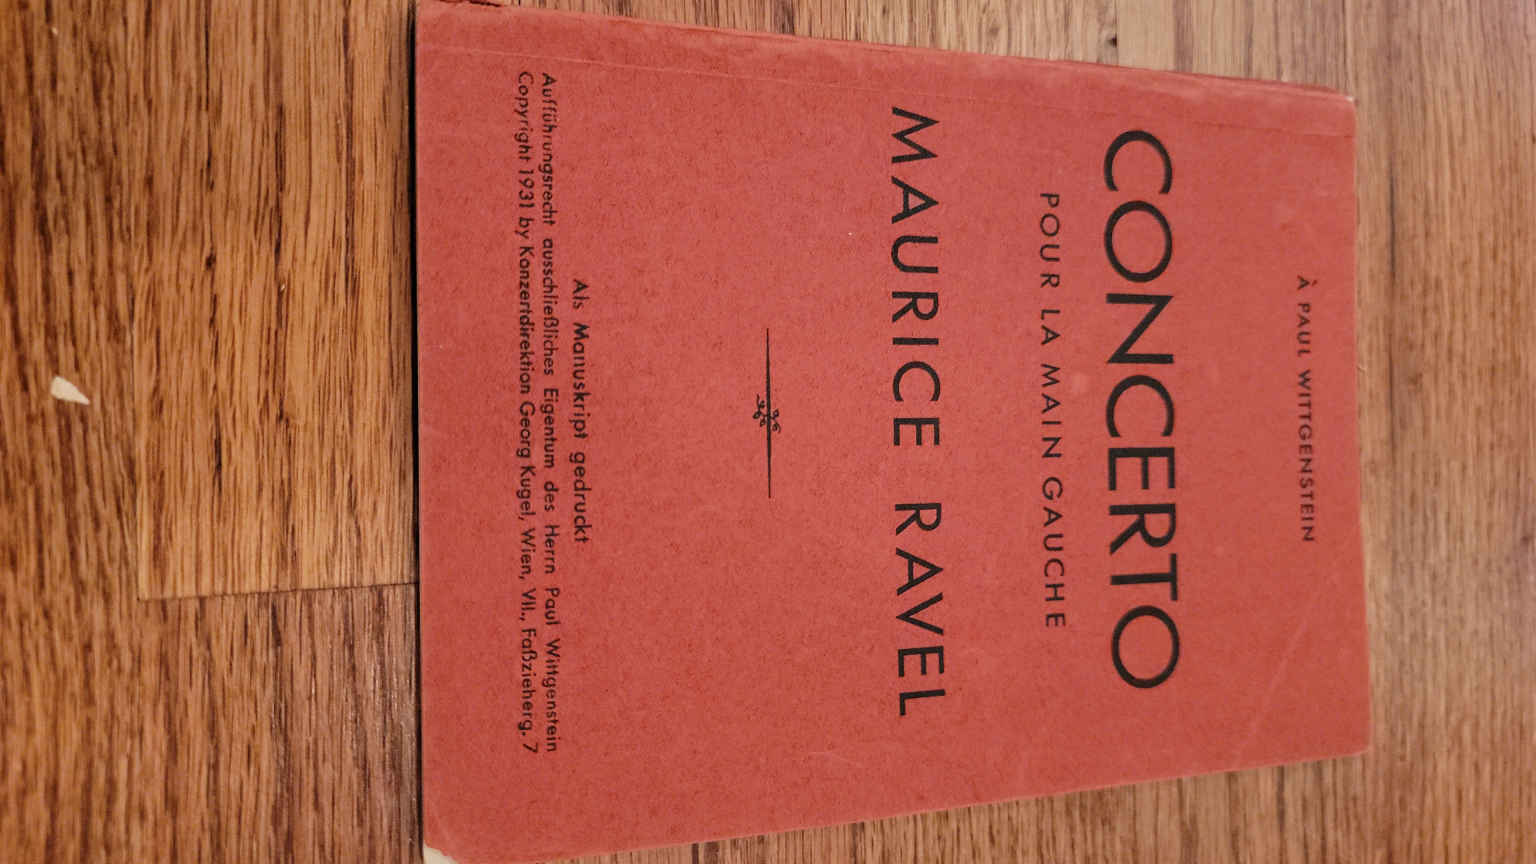 À PAUL WITTGENSTEIN
CONCERTO
POUR LA MAIN GAUCHE
MAURICE RAVEL
Als Manuskript gedruckt
Aufführungsrecht ausschließliches Eigentum des Herrn Paul Wittgenstein
Copyright 1931 by Konzertdirektion Georg Kugel, Wien, VII., Faßzieherg. 7